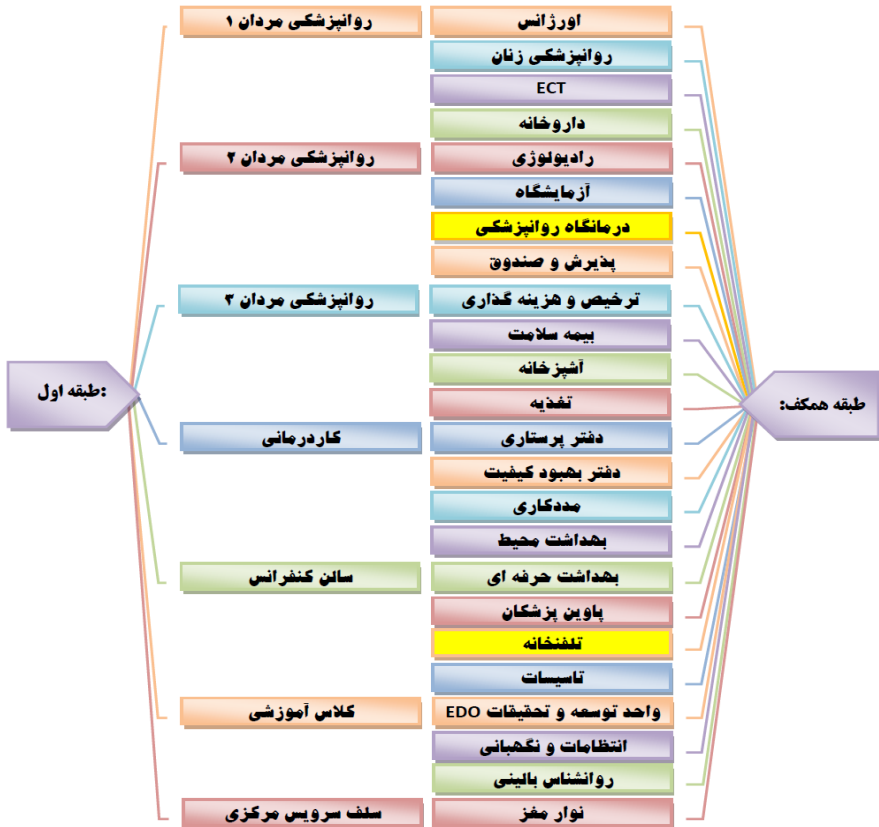 طبقه همکف:
اورژانس
روانپزشکی زنان
ECT
داروخانه
رادیولوژی
آزمایشگاه
درمانگاه روانپزشکی
پذیرش و صندوق
ترخیص و هزینه گذاری
بیمه سلامت
آشپزخانه
تغذیه
دفتر پرستاری
دفتر بهبود کیفیت
مددکاری
بهداشت محیط
بهداشت حرفه ای
پاوین پزشکان
تلفنخانه
تاسیسات
واحد توسعه و تحقیقات EDO
انتظامات و نگهبانی
روانشناس بالینی
نوار مغز
:طبقه اول
روانپزشکی مردان ۱
روانپزشکی مردان ۲
روانپزشکی مردان ۳
کاردرمانی
سالن کنفرانس
کلاس آموزشی
سلف سرویس مرکزی